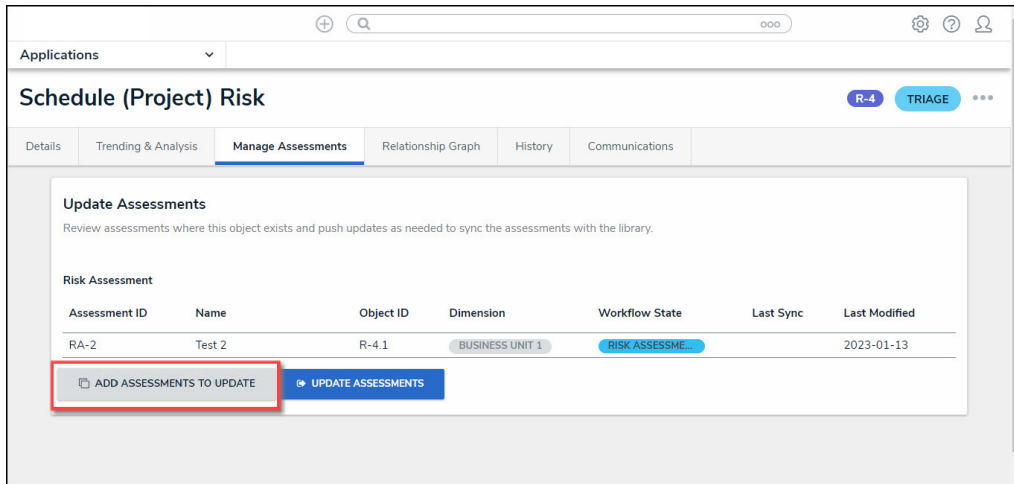 Applications
Schedule (Project) Risk
R-4
TRIAGE
Details Trending & Analysis Manage Assessments Relationship Graph History Communications
Update Assessments
Review assessments where this object exists and push updates as needed to sync the assessments with the library.
Risk Assessment
Assessment ID Name Object ID Dimension Workflow State Last Sync Last Modified
RA-2 Test 2 R-4.1 BUSINESS UNIT 1 RISK ASSESSME... 2023-01-13
ADD ASSESSMENTS TO UPDATE UPDATE ASSESSMENTS